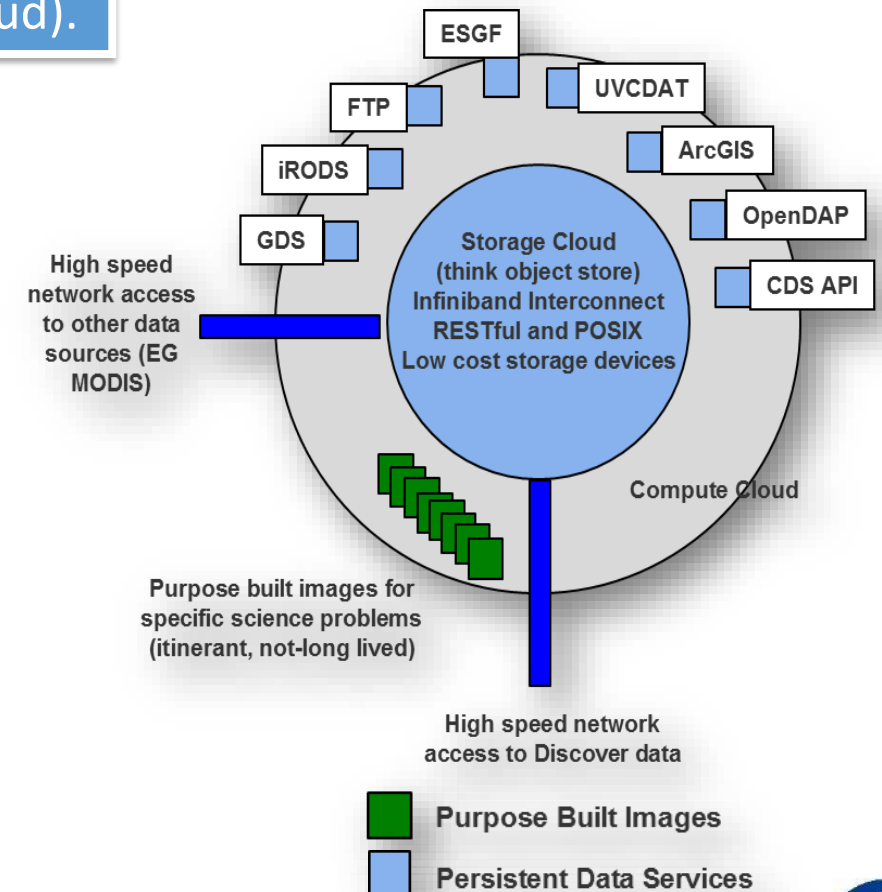 ud).
ESGF
UVCDAT
FTP
ArcGIS
iRODS
OpenDAP
GDS
CDS API
Storage Cloud
(think object store)
Infiniband Interconnect
RESTful and POSIX
Low cost storage devices
High speed
network access
to other data
sources (EG
MODIS)
Compute Cloud
Purpose built images for
specific science problems
(itinerant, not-long lived)
High speed network
access to Discover data
Purpose Built Images
Persistent Data Services